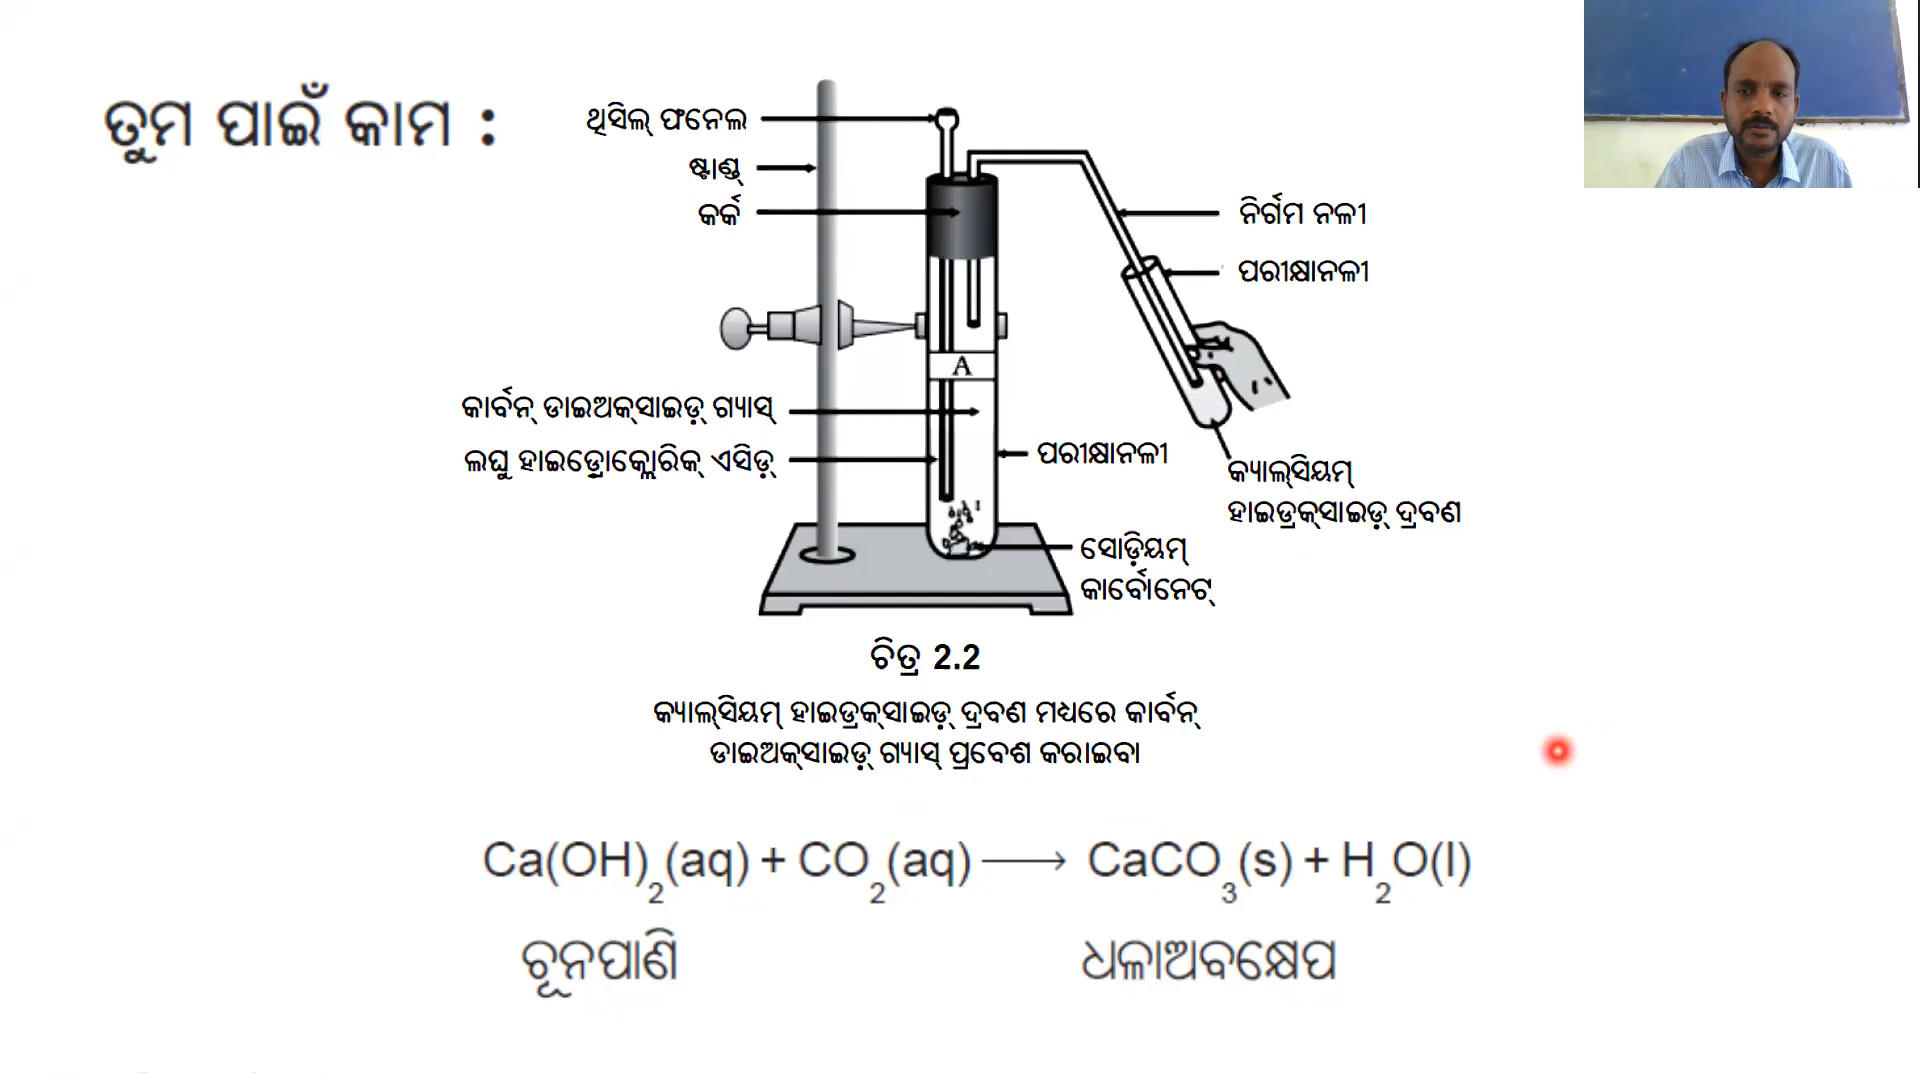 ତୁମ ପାଇଁ କାମ :
ଥିସିଲ୍ ଫନେଲ
ଷ୍ଟାଣ୍ଡ୍
କର୍କ
ନିର୍ଗମ ନଳୀ
ପରୀକ୍ଷାନଳୀ
A
କାର୍ବନ୍ ଡାଇଅକ୍‌ସାଇଡ଼୍ ଗ୍ୟାସ୍
ଲଘୁ ହାଇଡ୍ରୋକ୍ଲୋରିକ୍ ଏସିଡ଼୍
ପରୀକ୍ଷାନଳୀ
କ୍ୟାଲ୍‌ସିୟମ୍
ହାଇଡ୍ରକ୍‌ସାଇଡ଼୍ ଦ୍ରବଣ
ସୋଡ଼ିୟମ୍
କାର୍ବୋନେଟ୍
ଚିତ୍ର 2.2
କ୍ୟାଲ୍‌ସିୟମ୍ ହାଇଡ୍ରକ୍‌ସାଇଡ଼୍ ଦ୍ରବଣ ମଧ୍ୟରେ କାର୍ବନ୍
ଡାଇଅକ୍‌ସାଇଡ଼୍ ଗ୍ୟାସ୍ ପ୍ରବେଶ କରାଇବା
Ca(OH)₂(aq) + CO₂(aq) ⟶ CaCO₃(s) + H₂O(l)
ଚୂନପାଣି ଧଳାଅବକ୍ଷେପ